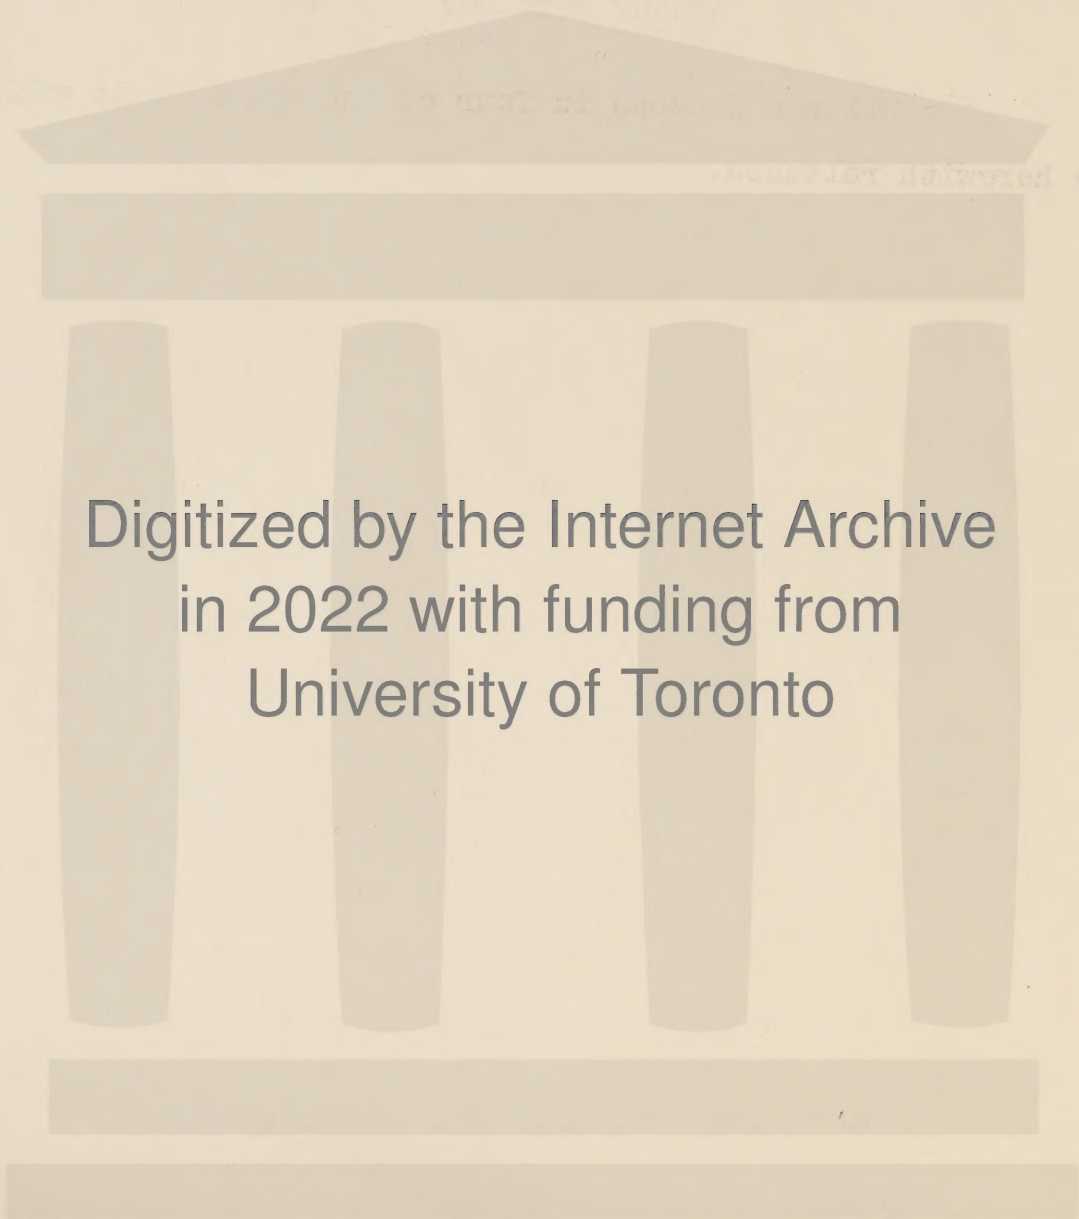 Digitized by the Internet Archive
in 2022 with funding from
University of Toronto